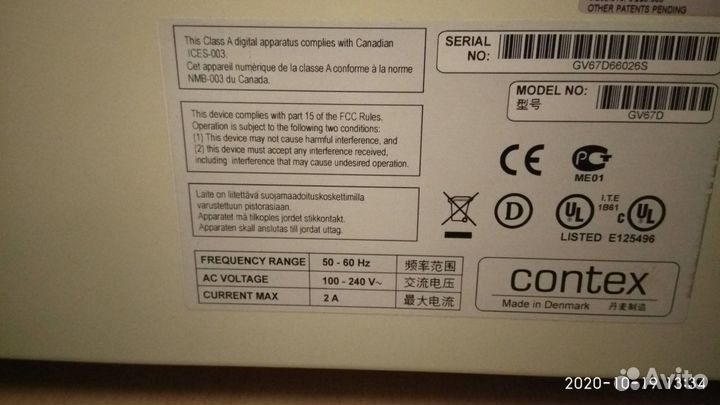 OTHER PATENTS PENDING
This Class A digital apparatus complies with Canadian
ICES-003.
Cet appareil numérique de la classe A conforme à la norme
NMB-003 du Canada.
SERIAL
NO:
GV67D66026S
MODEL NO:
型号
GV67D
This device complies with part 15 of the FCC Rules.
Operation is subject to the following two conditions:
[1] This device may not cause harmful interference, and
[2] this device must accept any interference received,
including interference that may cause undesired operation.
CE
PC
ME01
Laite on liitettävä suojamaadoituskoskettimilla
varustettuun pistorasiaan.
Apparatet må tilkoples jordet stikkontakt.
Apparaten skall anslutas till jordat uttag.
D
UL
I.T.E
1B61
c
UL
LISTED E125496
FREQUENCY RANGE 50 - 60 Hz 频率范围
AC VOLTAGE 100 - 240 V~ 交流电压
CURRENT MAX 2 A 最大电流
contex
Made in Denmark 丹麦制造
2020-10-19 13:34
Avito